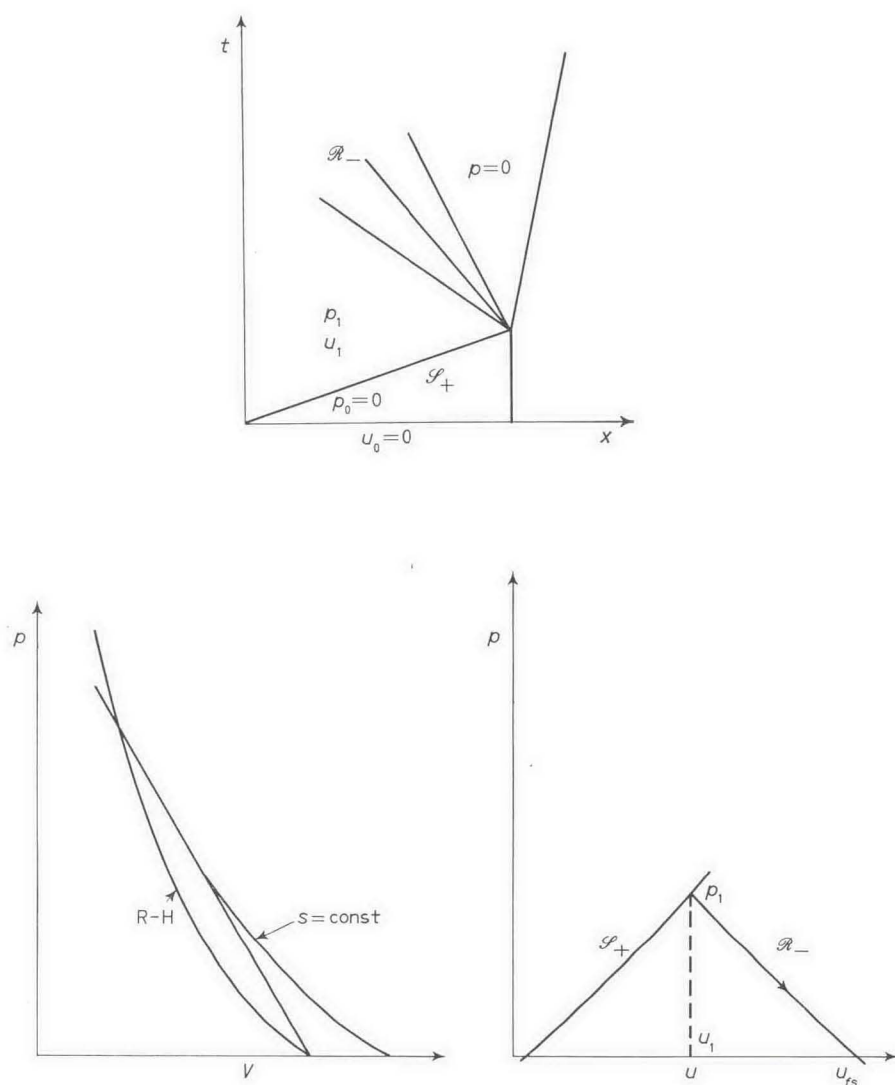 t
ℛ₋
p=0
p₁
u₁
𝒮₊
p₀=0
u₀=0
x
p
R-H
s=const
V
p
p₁
𝒮₊
ℛ₋
u₁
u
u_fs